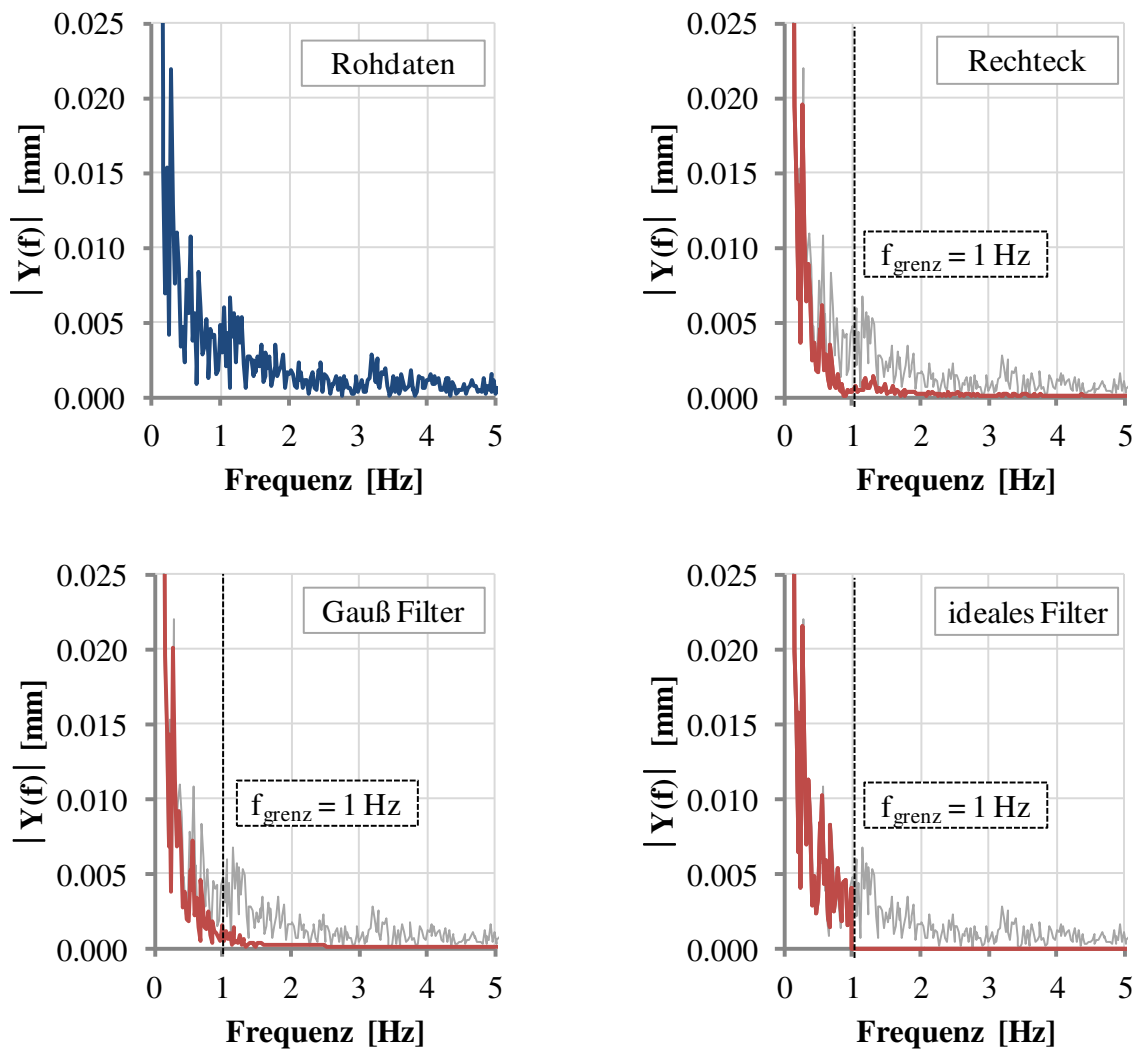 0.025
0.020
0.015
0.010
0.005
0.000
|Y(f)| [mm]
Rohdaten
0 1 2 3 4 5
Frequenz [Hz]
0.025
0.020
0.015
0.010
0.005
0.000
|Y(f)| [mm]
Rechteck
f_grenz = 1 Hz
0 1 2 3 4 5
Frequenz [Hz]
0.025
0.020
0.015
0.010
0.005
0.000
|Y(f)| [mm]
Gauß Filter
f_grenz = 1 Hz
0 1 2 3 4 5
Frequenz [Hz]
0.025
0.020
0.015
0.010
0.005
0.000
|Y(f)| [mm]
ideales Filter
f_grenz = 1 Hz
0 1 2 3 4 5
Frequenz [Hz]